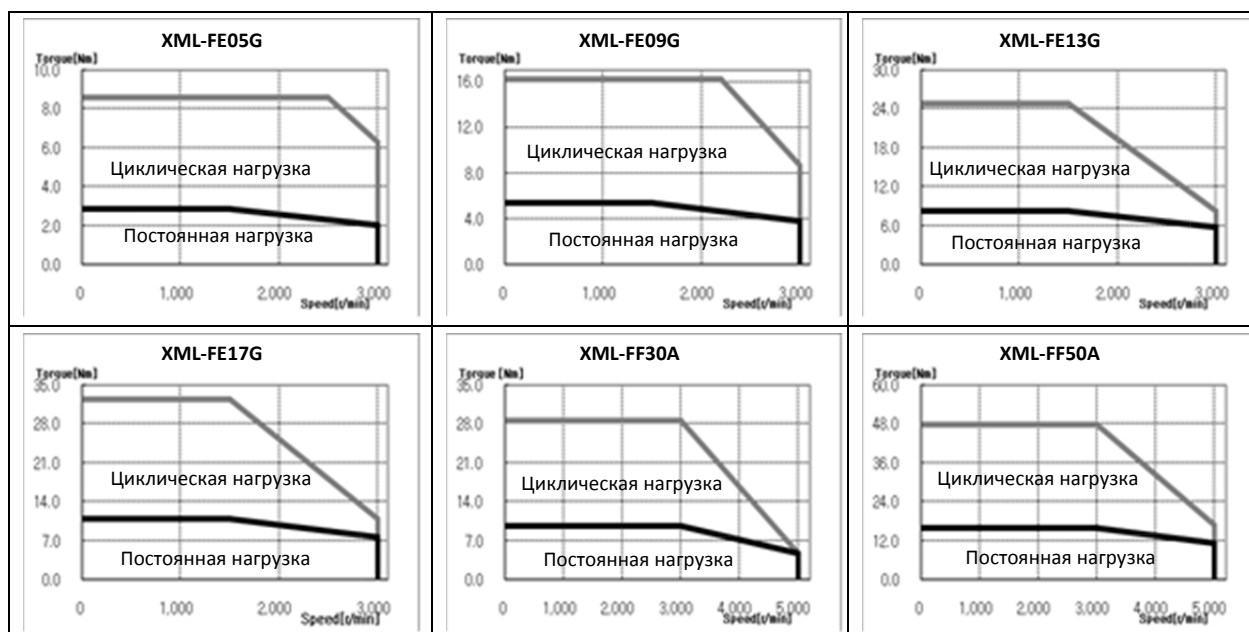 XML-FE05G
Torque[Nm]
10.0
8.0
6.0
4.0
2.0
0.0
Циклическая нагрузка
Постоянная нагрузка
0 1,000 2,000 3,000
Speed[r/min]
XML-FE09G
Torque[Nm]
16.0
12.0
8.0
4.0
0.0
Циклическая нагрузка
Постоянная нагрузка
0 1,000 2,000 3,000
Speed[r/min]
XML-FE13G
Torque[Nm]
30.0
24.0
18.0
12.0
6.0
0.0
Циклическая нагрузка
Постоянная нагрузка
0 1,000 2,000 3,000
Speed[r/min]
XML-FE17G
Torque[Nm]
35.0
28.0
21.0
14.0
7.0
0.0
Циклическая нагрузка
Постоянная нагрузка
0 1,000 2,000 3,000
Speed[r/min]
XML-FF30A
Torque [Nm]
35.0
28.0
21.0
14.0
7.0
0.0
Циклическая нагрузка
Постоянная нагрузка
0 1,000 2,000 3,000 4,000 5,000
Speed[r/min]
XML-FF50A
Torque[Nm]
60.0
48.0
36.0
24.0
12.0
0.0
Циклическая нагрузка
Постоянная нагрузка
0 1,000 2,000 3,000 4,000 5,000
Speed[r/min]